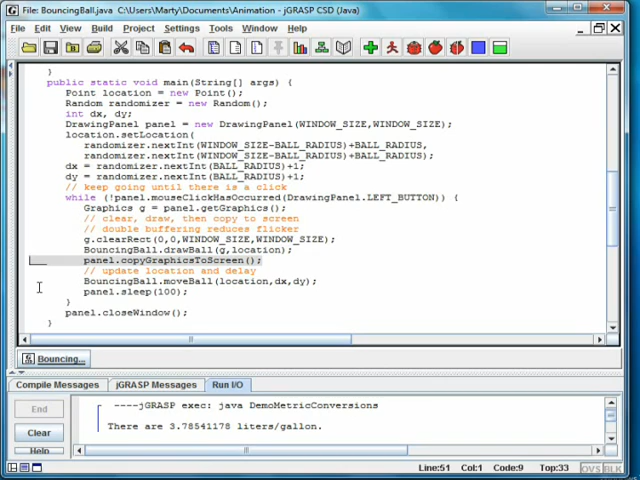 File: BouncingBall.java C:\Users\Marty\Documents\Animation - jGRASP CSD (Java)
File Edit View Build Project Settings Tools Window Help
}
public static void main(String[] args) {
Point location = new Point();
Random randomizer = new Random();
int dx, dy;
DrawingPanel panel = new DrawingPanel(WINDOW_SIZE,WINDOW_SIZE);
location.setLocation(
randomizer.nextInt(WINDOW_SIZE-BALL_RADIUS)+BALL_RADIUS,
randomizer.nextInt(WINDOW_SIZE-BALL_RADIUS)+BALL_RADIUS);
dx = randomizer.nextInt(BALL_RADIUS)+1;
dy = randomizer.nextInt(BALL_RADIUS)+1;
// keep going until there is a click
while (!panel.mouseClickHasOccurred(DrawingPanel.LEFT_BUTTON)) {
Graphics g = panel.getGraphics();
// clear, draw, then copy to screen
// double buffering reduces flicker
g.clearRect(0,0,WINDOW_SIZE,WINDOW_SIZE);
BouncingBall.drawBall(g,location);
panel.copyGraphicsToScreen();
// update location and delay
BouncingBall.moveBall(location,dx,dy);
panel.sleep(100);
}
panel.closeWindow();
}
Bouncing...
Compile Messages jGRASP Messages Run I/O
End
Clear
Help
----jGRASP exec: java DemoMetricConversions
There are 3.78541178 liters/gallon.
Line:51 Col:1 Code:9 Top:33 OVS BLK